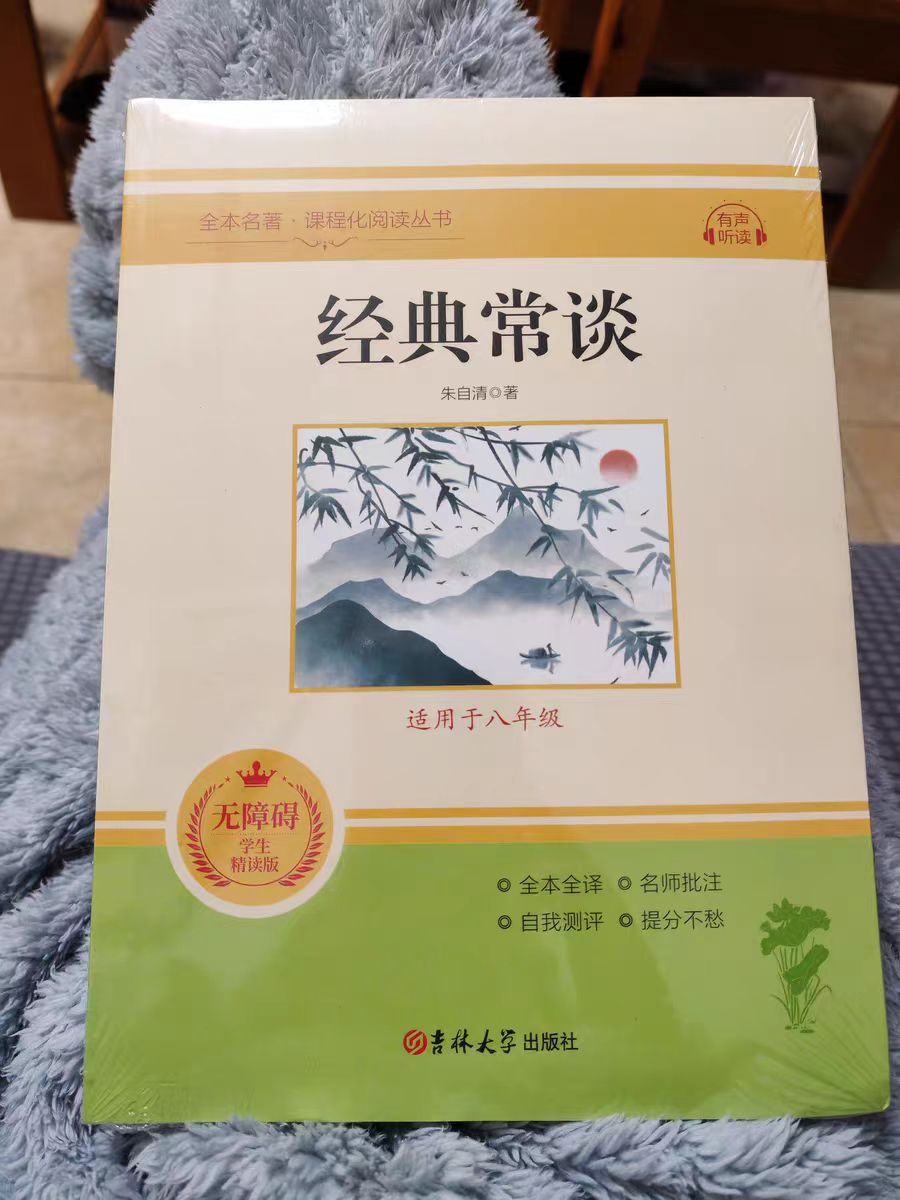 全本名著·课程化阅读丛书
有声
听读
经典常谈
朱自清◎著
适用于八年级
无障碍
学生
精读版
◎ 全本全译 ◎ 名师批注
◎ 自我测评 ◎ 提分不愁
吉林大学出版社